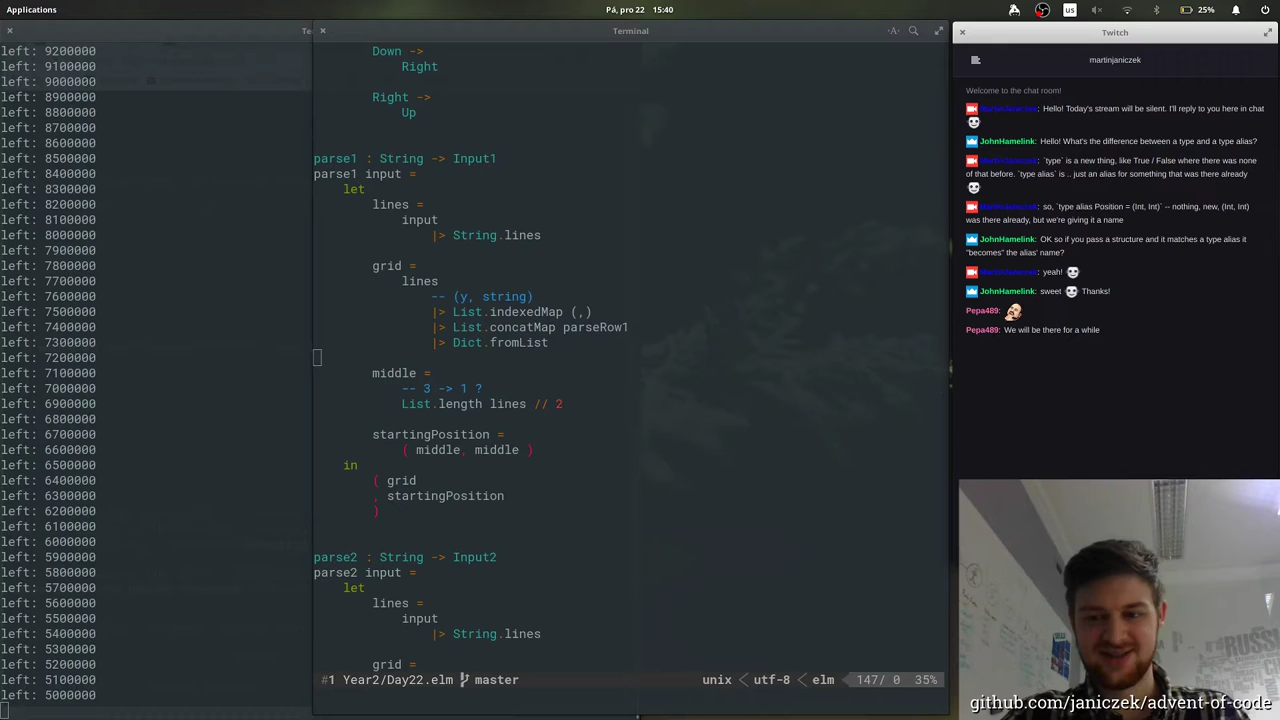 Applications
Pá, pro 22 15:40
us
25%
Te
Terminal
-A-
Twitch
left: 9200000
left: 9100000
left: 9000000
left: 8900000
left: 8800000
left: 8700000
left: 8600000
left: 8500000
left: 8400000
left: 8300000
left: 8200000
left: 8100000
left: 8000000
left: 7900000
left: 7800000
left: 7700000
left: 7600000
left: 7500000
left: 7400000
left: 7300000
left: 7200000
left: 7100000
left: 7000000
left: 6900000
left: 6800000
left: 6700000
left: 6600000
left: 6500000
left: 6400000
left: 6300000
left: 6200000
left: 6100000
left: 6000000
left: 5900000
left: 5800000
left: 5700000
left: 5600000
left: 5500000
left: 5400000
left: 5300000
left: 5200000
left: 5100000
left: 5000000
Down ->
Right
Right ->
Up
parse1 : String -> Input1
parse1 input =
let
lines =
input
|> String.lines
grid =
lines
-- (y, string)
|> List.indexedMap (,)
|> List.concatMap parseRow1
|> Dict.fromList
middle =
-- 3 -> 1 ?
List.length lines // 2
startingPosition =
( middle, middle )
in
( grid
, startingPosition
)
parse2 : String -> Input2
parse2 input =
let
lines =
input
|> String.lines
grid =
#1 Year2/Day22.elm master
unix < utf-8 < elm 147/ 0 35%
martinjaniczek
Welcome to the chat room!
MartinJaniczek: Hello! Today's stream will be silent. I'll reply to you here in chat
JohnHamelink: Hello! What's the difference between a type and a type alias?
MartinJaniczek: `type` is a new thing, like True / False where there was none
of that before. `type alias` is .. just an alias for something that was there already
MartinJaniczek: so, `type alias Position = (Int, Int)` -- nothing, new, (Int, Int)
was there already, but we're giving it a name
JohnHamelink: OK so if you pass a structure and it matches a type alias it
"becomes" the alias' name?
MartinJaniczek: yeah!
JohnHamelink: sweet Thanks!
Pepa489:
Pepa489: We will be there for a while
RUSSI
github.com/janiczek/advent-of-code